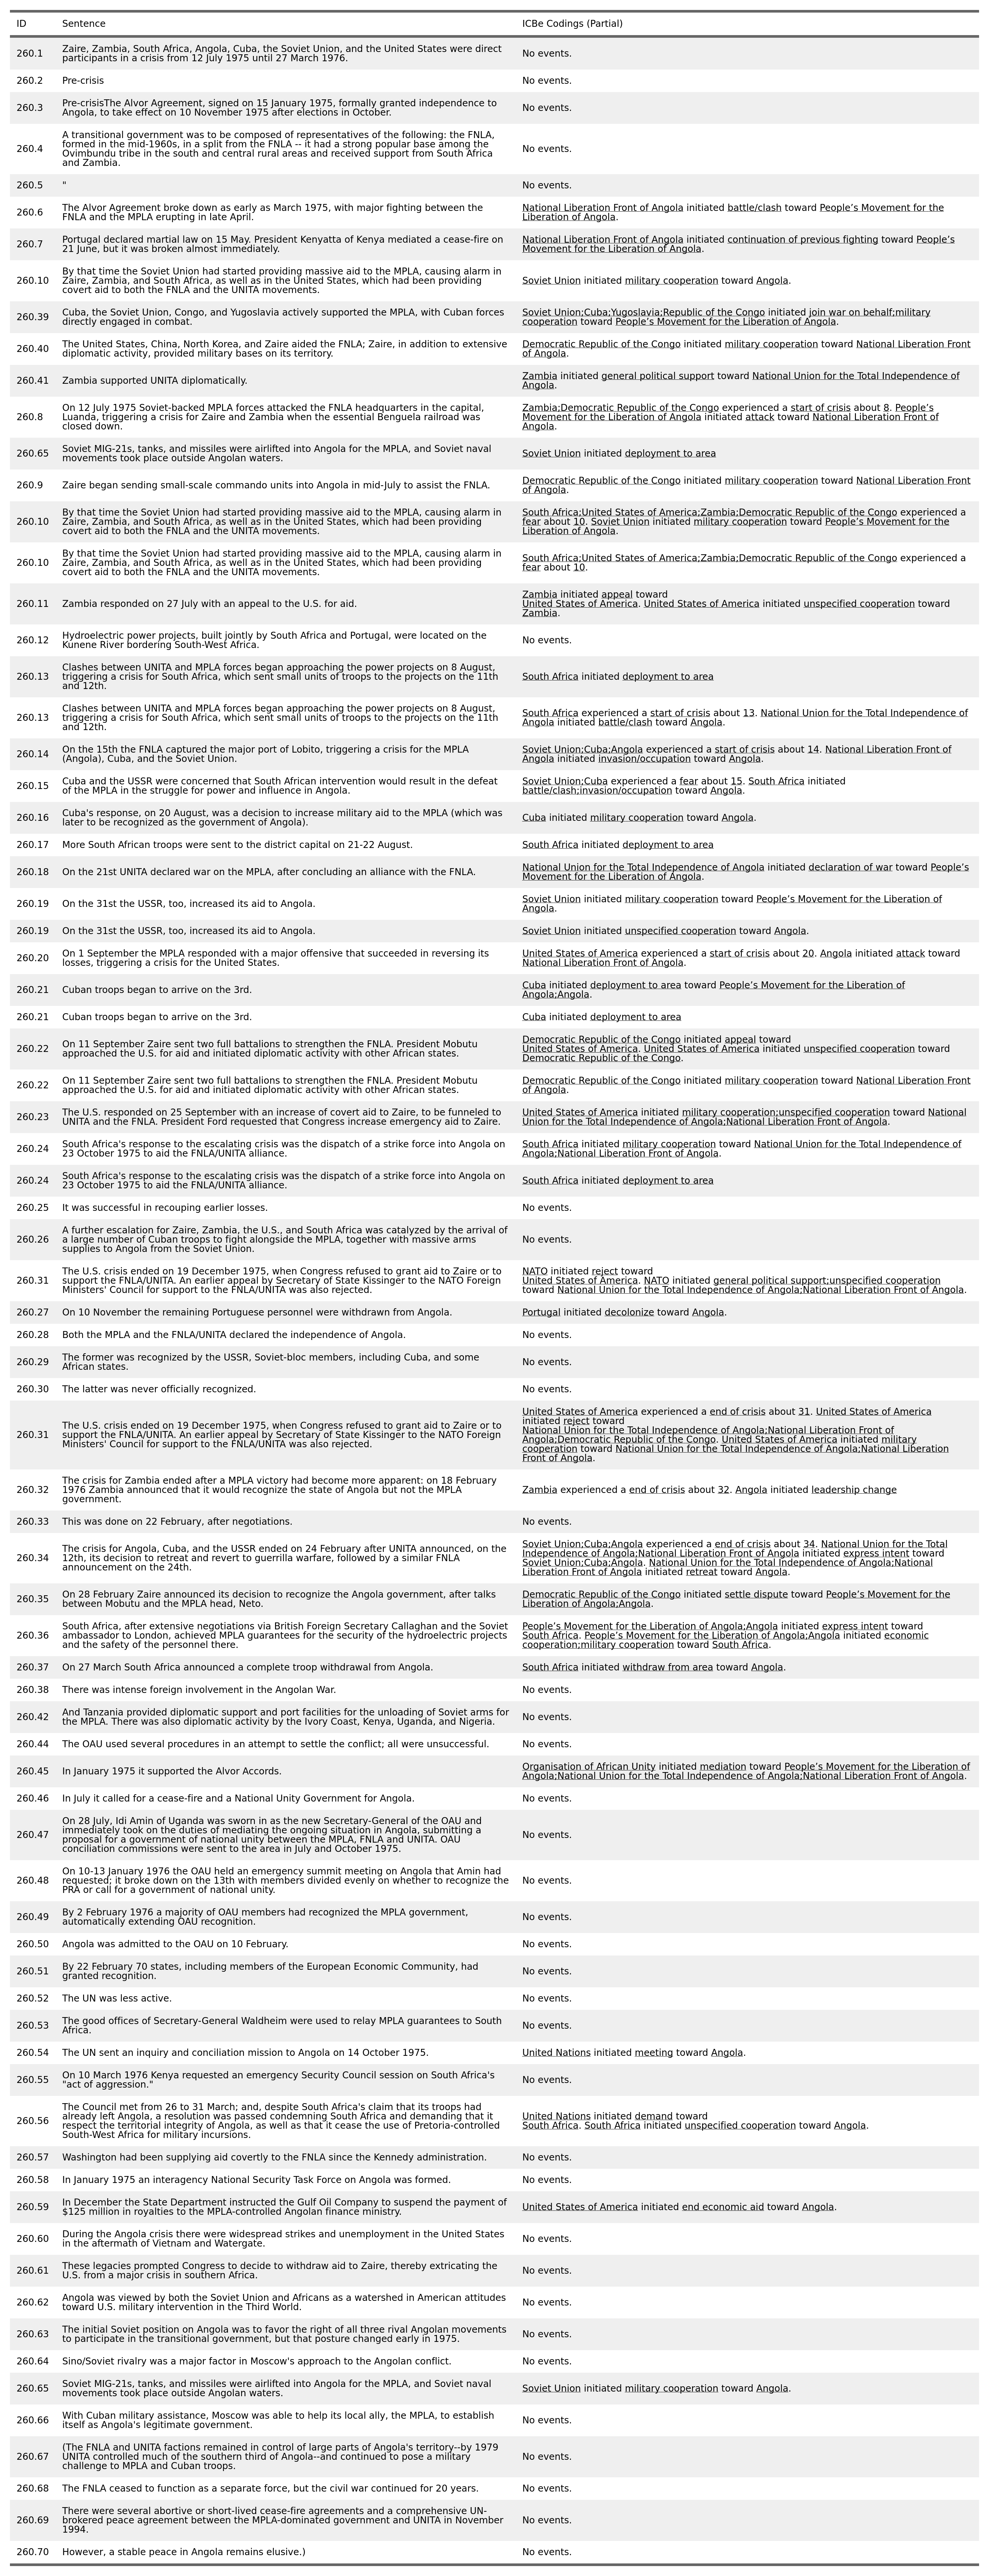 ID Sentence ICBe Codings (Partial)
260.1 Zaire, Zambia, South Africa, Angola, Cuba, the Soviet Union, and the United States were direct
participants in a crisis from 12 July 1975 until 27 March 1976. No events.
260.2 Pre-crisis No events.
260.3 Pre-crisisThe Alvor Agreement, signed on 15 January 1975, formally granted independence to
Angola, to take effect on 10 November 1975 after elections in October. No events.
260.4 A transitional government was to be composed of representatives of the following: the FNLA,
formed in the mid-1960s, in a split from the FNLA -- it had a strong popular base among the
Ovimbundu tribe in the south and central rural areas and received support from South Africa
and Zambia. No events.
260.5 " No events.
260.6 The Alvor Agreement broke down as early as March 1975, with major fighting between the
FNLA and the MPLA erupting in late April.
National Liberation Front of Angola initiated battle/clash toward People's Movement for the
Liberation of Angola.
260.7 Portugal declared martial law on 15 May. President Kenyatta of Kenya mediated a cease-fire on
21 June, but it was broken almost immediately.
National Liberation Front of Angola initiated continuation of previous fighting toward People's
Movement for the Liberation of Angola.
260.10 By that time the Soviet Union had started providing massive aid to the MPLA, causing alarm in
Zaire, Zambia, and South Africa, as well as in the United States, which had been providing
covert aid to both the FNLA and the UNITA movements.
Soviet Union initiated military cooperation toward Angola.
260.39 Cuba, the Soviet Union, Congo, and Yugoslavia actively supported the MPLA, with Cuban forces
directly engaged in combat.
Soviet Union;Cuba;Yugoslavia;Republic of the Congo initiated join war on behalf;military
cooperation toward People's Movement for the Liberation of Angola.
260.40 The United States, China, North Korea, and Zaire aided the FNLA; Zaire, in addition to extensive
diplomatic activity, provided military bases on its territory.
Democratic Republic of the Congo initiated military cooperation toward National Liberation Front
of Angola.
260.41 Zambia supported UNITA diplomatically.
Zambia initiated general political support toward National Union for the Total Independence of
Angola.
260.8 On 12 July 1975 Soviet-backed MPLA forces attacked the FNLA headquarters in the capital,
Luanda, triggering a crisis for Zaire and Zambia when the essential Benguela railroad was
closed down.
Zambia;Democratic Republic of the Congo experienced a start of crisis about 8. People's
Movement for the Liberation of Angola initiated attack toward National Liberation Front of
Angola.
260.65 Soviet MIG-21s, tanks, and missiles were airlifted into Angola for the MPLA, and Soviet naval
movements took place outside Angolan waters.
Soviet Union initiated deployment to area
260.9 Zaire began sending small-scale commando units into Angola in mid-July to assist the FNLA.
Democratic Republic of the Congo initiated military cooperation toward National Liberation Front
of Angola.
260.10 By that time the Soviet Union had started providing massive aid to the MPLA, causing alarm in
Zaire, Zambia, and South Africa, as well as in the United States, which had been providing
covert aid to both the FNLA and the UNITA movements.
South Africa;United States of America;Zambia;Democratic Republic of the Congo experienced a
fear about 10. Soviet Union initiated military cooperation toward People's Movement for the
Liberation of Angola.
260.10 By that time the Soviet Union had started providing massive aid to the MPLA, causing alarm in
Zaire, Zambia, and South Africa, as well as in the United States, which had been providing
covert aid to both the FNLA and the UNITA movements.
South Africa;United States of America;Zambia;Democratic Republic of the Congo experienced a
fear about 10.
260.11 Zambia responded on 27 July with an appeal to the U.S. for aid.
Zambia initiated appeal toward
United States of America. United States of America initiated unspecified cooperation toward
Zambia.
260.12 Hydroelectric power projects, built jointly by South Africa and Portugal, were located on the
Kunene River bordering South-West Africa. No events.
260.13 Clashes between UNITA and MPLA forces began approaching the power projects on 8 August,
triggering a crisis for South Africa, which sent small units of troops to the projects on the 11th
and 12th.
South Africa initiated deployment to area
260.13 Clashes between UNITA and MPLA forces began approaching the power projects on 8 August,
triggering a crisis for South Africa, which sent small units of troops to the projects on the 11th
and 12th.
South Africa experienced a start of crisis about 13. National Union for the Total Independence of
Angola initiated battle/clash toward Angola.
260.14 On the 15th the FNLA captured the major port of Lobito, triggering a crisis for the MPLA
(Angola), Cuba, and the Soviet Union.
Soviet Union;Cuba;Angola experienced a start of crisis about 14. National Liberation Front of
Angola initiated invasion/occupation toward Angola.
260.15 Cuba and the USSR were concerned that South African intervention would result in the defeat
of the MPLA in the struggle for power and influence in Angola.
Soviet Union;Cuba experienced a fear about 15. South Africa initiated
battle/clash;invasion/occupation toward Angola.
260.16 Cuba's response, on 20 August, was a decision to increase military aid to the MPLA (which was
later to be recognized as the government of Angola).
Cuba initiated military cooperation toward Angola.
260.17 More South African troops were sent to the district capital on 21-22 August.
South Africa initiated deployment to area
260.18 On the 21st UNITA declared war on the MPLA, after concluding an alliance with the FNLA.
National Union for the Total Independence of Angola initiated declaration of war toward People's
Movement for the Liberation of Angola.
260.19 On the 31st the USSR, too, increased its aid to Angola.
Soviet Union initiated military cooperation toward People's Movement for the Liberation of
Angola.
260.19 On the 31st the USSR, too, increased its aid to Angola.
Soviet Union initiated unspecified cooperation toward Angola.
260.20 On 1 September the MPLA responded with a major offensive that succeeded in reversing its
losses, triggering a crisis for the United States.
United States of America experienced a start of crisis about 20. Angola initiated attack toward
National Liberation Front of Angola.
260.21 Cuban troops began to arrive on the 3rd.
Cuba initiated deployment to area toward People's Movement for the Liberation of
Angola;Angola.
260.21 Cuban troops began to arrive on the 3rd.
Cuba initiated deployment to area
260.22 On 11 September Zaire sent two full battalions to strengthen the FNLA. President Mobutu
approached the U.S. for aid and initiated diplomatic activity with other African states.
Democratic Republic of the Congo initiated appeal toward
United States of America. United States of America initiated unspecified cooperation toward
Democratic Republic of the Congo.
260.22 On 11 September Zaire sent two full battalions to strengthen the FNLA. President Mobutu
approached the U.S. for aid and initiated diplomatic activity with other African states.
Democratic Republic of the Congo initiated military cooperation toward National Liberation Front
of Angola.
260.23 The U.S. responded on 25 September with an increase of covert aid to Zaire, to be funneled to
UNITA and the FNLA. President Ford requested that Congress increase emergency aid to Zaire.
United States of America initiated military cooperation;unspecified cooperation toward National
Union for the Total Independence of Angola;National Liberation Front of Angola.
260.24 South Africa's response to the escalating crisis was the dispatch of a strike force into Angola on
23 October 1975 to aid the FNLA/UNITA alliance.
South Africa initiated military cooperation toward National Union for the Total Independence of
Angola;National Liberation Front of Angola.
260.24 South Africa's response to the escalating crisis was the dispatch of a strike force into Angola on
23 October 1975 to aid the FNLA/UNITA alliance.
South Africa initiated deployment to area
260.25 It was successful in recouping earlier losses. No events.
260.26 A further escalation for Zaire, Zambia, the U.S., and South Africa was catalyzed by the arrival of
a large number of Cuban troops to fight alongside the MPLA, together with massive arms
supplies to Angola from the Soviet Union. No events.
260.31 The U.S. crisis ended on 19 December 1975, when Congress refused to grant aid to Zaire or to
support the FNLA/UNITA. An earlier appeal by Secretary of State Kissinger to the NATO Foreign
Ministers' Council for support to the FNLA/UNITA was also rejected.
NATO initiated reject toward
United States of America. NATO initiated general political support;unspecified cooperation
toward National Union for the Total Independence of Angola;National Liberation Front of Angola.
260.27 On 10 November the remaining Portuguese personnel were withdrawn from Angola.
Portugal initiated decolonize toward Angola.
260.28 Both the MPLA and the FNLA/UNITA declared the independence of Angola. No events.
260.29 The former was recognized by the USSR, Soviet-bloc members, including Cuba, and some
African states. No events.
260.30 The latter was never officially recognized. No events.
260.31 The U.S. crisis ended on 19 December 1975, when Congress refused to grant aid to Zaire or to
support the FNLA/UNITA. An earlier appeal by Secretary of State Kissinger to the NATO Foreign
Ministers' Council for support to the FNLA/UNITA was also rejected.
United States of America experienced a end of crisis about 31. United States of America
initiated reject toward
National Union for the Total Independence of Angola;National Liberation Front of
Angola;Democratic Republic of the Congo. United States of America initiated military
cooperation toward National Union for the Total Independence of Angola;National Liberation
Front of Angola.
260.32 The crisis for Zambia ended after a MPLA victory had become more apparent: on 18 February
1976 Zambia announced that it would recognize the state of Angola but not the MPLA
government.
Zambia experienced a end of crisis about 32. Angola initiated leadership change
260.33 This was done on 22 February, after negotiations. No events.
260.34 The crisis for Angola, Cuba, and the USSR ended on 24 February after UNITA announced, on the
12th, its decision to retreat and revert to guerrilla warfare, followed by a similar FNLA
announcement on the 24th.
Soviet Union;Cuba;Angola experienced a end of crisis about 34. National Union for the Total
Independence of Angola;National Liberation Front of Angola initiated express intent toward
Soviet Union;Cuba;Angola. National Union for the Total Independence of Angola;National
Liberation Front of Angola initiated retreat toward Angola.
260.35 On 28 February Zaire announced its decision to recognize the Angola government, after talks
between Mobutu and the MPLA head, Neto.
Democratic Republic of the Congo initiated settle dispute toward People's Movement for the
Liberation of Angola;Angola.
260.36 South Africa, after extensive negotiations via British Foreign Secretary Callaghan and the Soviet
ambassador to London, achieved MPLA guarantees for the security of the hydroelectric projects
and the safety of the personnel there.
People's Movement for the Liberation of Angola;Angola initiated express intent toward
South Africa. People's Movement for the Liberation of Angola;Angola initiated economic
cooperation;military cooperation toward South Africa.
260.37 On 27 March South Africa announced a complete troop withdrawal from Angola.
South Africa initiated withdraw from area toward Angola.
260.38 There was intense foreign involvement in the Angolan War. No events.
260.42 And Tanzania provided diplomatic support and port facilities for the unloading of Soviet arms for
the MPLA. There was also diplomatic activity by the Ivory Coast, Kenya, Uganda, and Nigeria. No events.
260.44 The OAU used several procedures in an attempt to settle the conflict; all were unsuccessful. No events.
260.45 In January 1975 it supported the Alvor Accords.
Organisation of African Unity initiated mediation toward People's Movement for the Liberation of
Angola;National Union for the Total Independence of Angola;National Liberation Front of Angola.
260.46 In July it called for a cease-fire and a National Unity Government for Angola. No events.
260.47 On 28 July, Idi Amin of Uganda was sworn in as the new Secretary-General of the OAU and
immediately took on the duties of mediating the ongoing situation in Angola, submitting a
proposal for a government of national unity between the MPLA, FNLA and UNITA. OAU
conciliation commissions were sent to the area in July and October 1975. No events.
260.48 On 10-13 January 1976 the OAU held an emergency summit meeting on Angola that Amin had
requested; it broke down on the 13th with members divided evenly on whether to recognize the
PRA or call for a government of national unity. No events.
260.49 By 2 February 1976 a majority of OAU members had recognized the MPLA government,
automatically extending OAU recognition. No events.
260.50 Angola was admitted to the OAU on 10 February. No events.
260.51 By 22 February 70 states, including members of the European Economic Community, had
granted recognition. No events.
260.52 The UN was less active. No events.
260.53 The good offices of Secretary-General Waldheim were used to relay MPLA guarantees to South
Africa. No events.
260.54 The UN sent an inquiry and conciliation mission to Angola on 14 October 1975.
United Nations initiated meeting toward Angola.
260.55 On 10 March 1976 Kenya requested an emergency Security Council session on South Africa's
"act of aggression." No events.
260.56 The Council met from 26 to 31 March; and, despite South Africa's claim that its troops had
already left Angola, a resolution was passed condemning South Africa and demanding that it
respect the territorial integrity of Angola, as well as that it cease the use of Pretoria-controlled
South-West Africa for military incursions.
United Nations initiated demand toward
South Africa. South Africa initiated unspecified cooperation toward Angola.
260.57 Washington had been supplying aid covertly to the FNLA since the Kennedy administration. No events.
260.58 In January 1975 an interagency National Security Task Force on Angola was formed. No events.
260.59 In December the State Department instructed the Gulf Oil Company to suspend the payment of
$125 million in royalties to the MPLA-controlled Angolan finance ministry.
United States of America initiated end economic aid toward Angola.
260.60 During the Angola crisis there were widespread strikes and unemployment in the United States
in the aftermath of Vietnam and Watergate. No events.
260.61 These legacies prompted Congress to decide to withdraw aid to Zaire, thereby extricating the
U.S. from a major crisis in southern Africa. No events.
260.62 Angola was viewed by both the Soviet Union and Africans as a watershed in American attitudes
toward U.S. military intervention in the Third World. No events.
260.63 The initial Soviet position on Angola was to favor the right of all three rival Angolan movements
to participate in the transitional government, but that posture changed early in 1975. No events.
260.64 Sino/Soviet rivalry was a major factor in Moscow's approach to the Angolan conflict. No events.
260.65 Soviet MIG-21s, tanks, and missiles were airlifted into Angola for the MPLA, and Soviet naval
movements took place outside Angolan waters.
Soviet Union initiated military cooperation toward Angola.
260.66 With Cuban military assistance, Moscow was able to help its local ally, the MPLA, to establish
itself as Angola's legitimate government. No events.
260.67 (The FNLA and UNITA factions remained in control of large parts of Angola's territory--by 1979
UNITA controlled much of the southern third of Angola--and continued to pose a military
challenge to MPLA and Cuban troops. No events.
260.68 The FNLA ceased to function as a separate force, but the civil war continued for 20 years. No events.
260.69 There were several abortive or short-lived cease-fire agreements and a comprehensive UN-
brokered peace agreement between the MPLA-dominated government and UNITA in November
1994. No events.
260.70 However, a stable peace in Angola remains elusive.) No events.